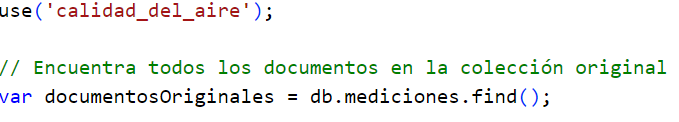 use('calidad_del_aire');
// Encuentra todos los documentos en la colección original
var documentosOriginales = db.mediciones.find();